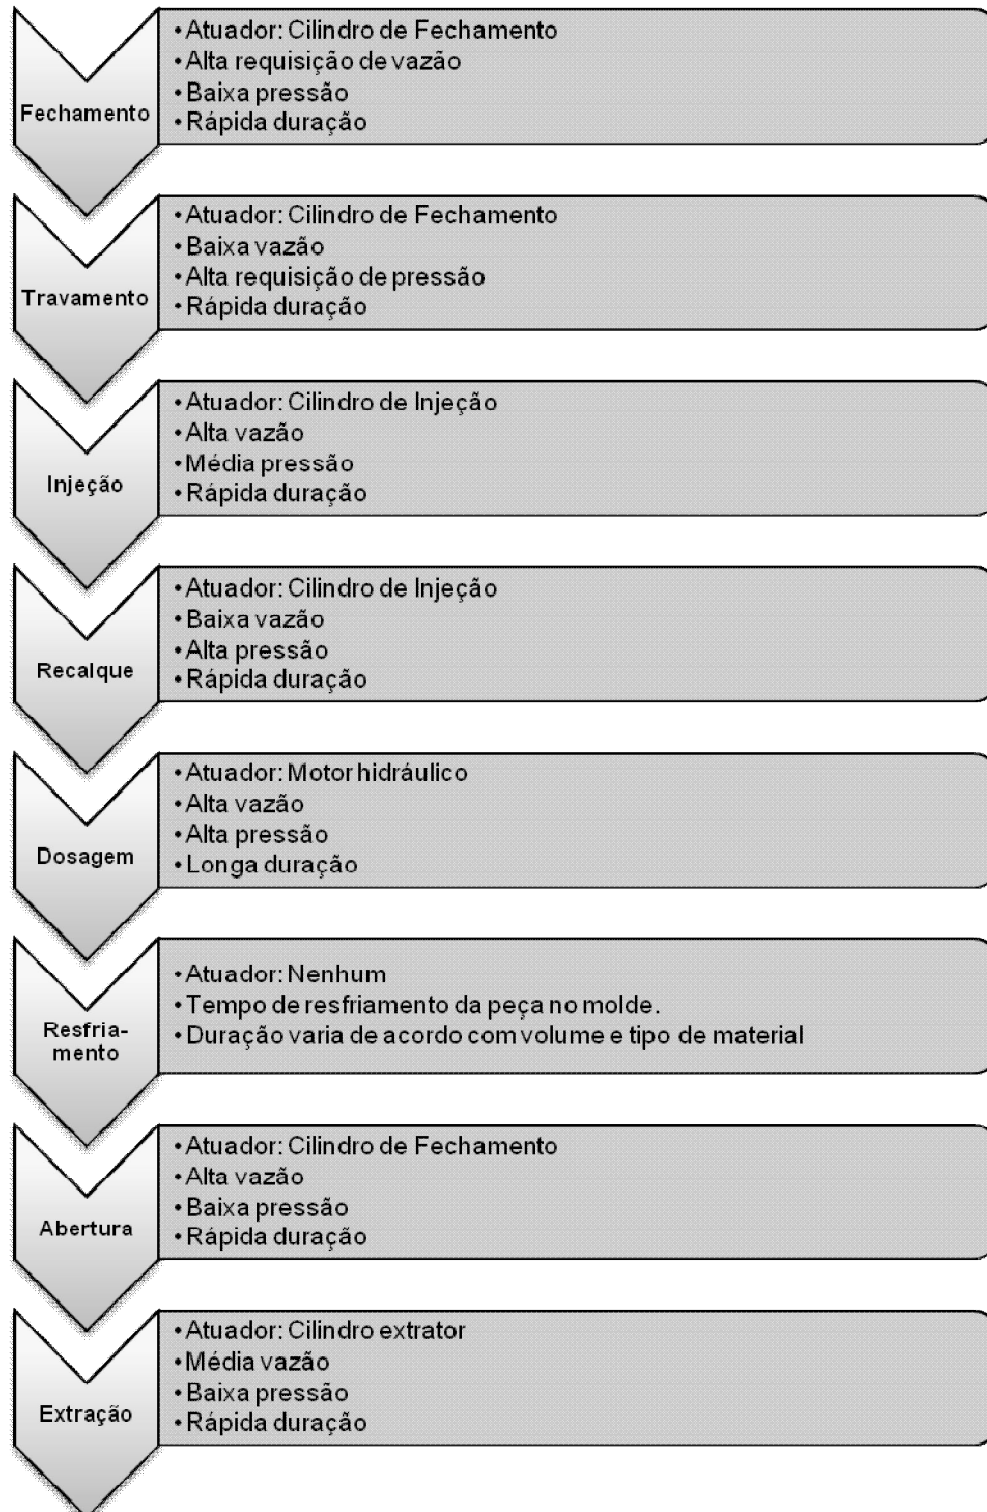 Fechamento
•Atuador: Cilindro de Fechamento
•Alta requisição de vazão
•Baixa pressão
•Rápida duração
Travamento
•Atuador: Cilindro de Fechamento
•Baixa vazão
•Alta requisição de pressão
•Rápida duração
Injeção
•Atuador: Cilindro de Injeção
•Alta vazão
•Média pressão
•Rápida duração
Recalque
•Atuador: Cilindro de Injeção
•Baixa vazão
•Alta pressão
•Rápida duração
Dosagem
•Atuador: Motor hidráulico
•Alta vazão
•Alta pressão
•Longa duração
Resfria-
mento
•Atuador: Nenhum
•Tempo de resfriamento da peça no molde.
•Duração varia de acordo com volume e tipo de material
Abertura
•Atuador: Cilindro de Fechamento
•Alta vazão
•Baixa pressão
•Rápida duração
Extração
•Atuador: Cilindro extrator
•Média vazão
•Baixa pressão
•Rápida duração